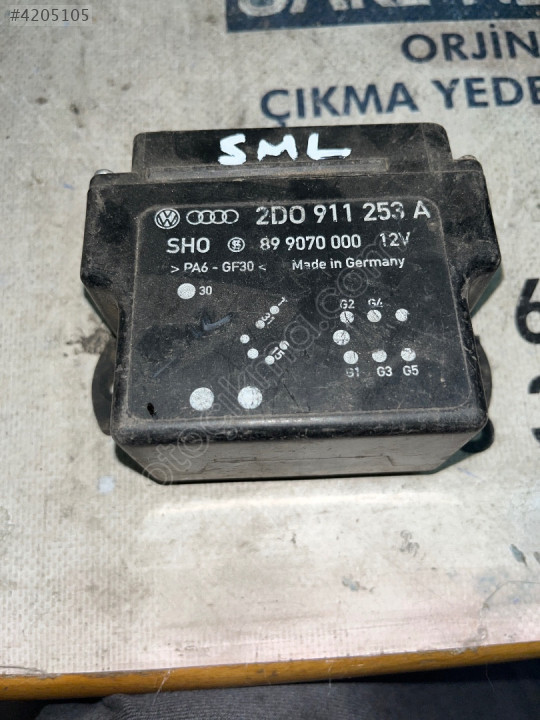 #4205105
ORJİN
ÇIKMA YEDE
SML
2D0 911 253 A
SHO 89 9070 000 12V
> PA6 - GF30 < Made in Germany
30
G2 G4
G1 G3 G5